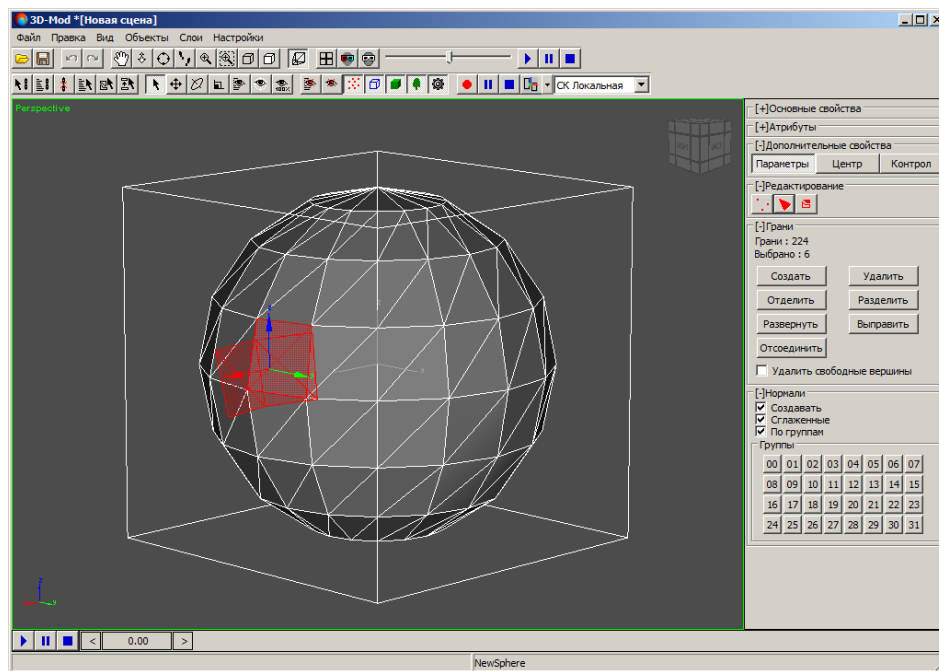 3D-Mod *[Новая сцена]
Файл Правка Вид Объекты Слои Настройки
СК Локальная
Perspective
[+]Основные свойства
[+]Атрибуты
[-]Дополнительные свойства
Параметры Центр Контрол
[-]Редактирование
[-]Грани
Грани : 224
Выбрано : 6
Создать Удалить
Отделить Разделить
Развернуть Выправить
Отсоединить
Удалить свободные вершины
[-]Нормали
Создавать
Сглаженные
По группам
Группы
00 01 02 03 04 05 06 07
08 09 10 11 12 13 14 15
16 17 18 19 20 21 22 23
24 25 26 27 28 29 30 31
z
y
< 0.00 >
NewSphere